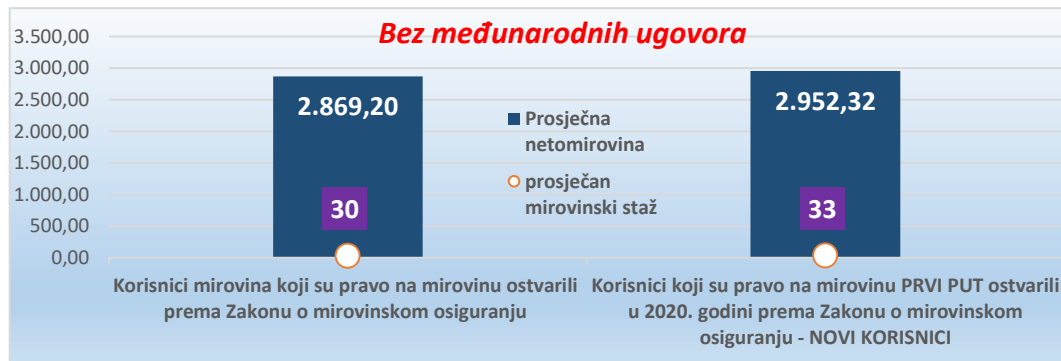 Bez međunarodnih ugovora
3.500,00
3.000,00
2.500,00
2.000,00
1.500,00
1.000,00
500,00
0,00
2.869,20
30
2.952,32
33
Prosječna
netomirovina
prosječan
mirovinski staž
Korisnici mirovina koji su pravo na mirovinu ostvarili
prema Zakonu o mirovinskom osiguranju
Korisnici koji su pravo na mirovinu PRVI PUT ostvarili
u 2020. godini prema Zakonu o mirovinskom
osiguranju - NOVI KORISNICI